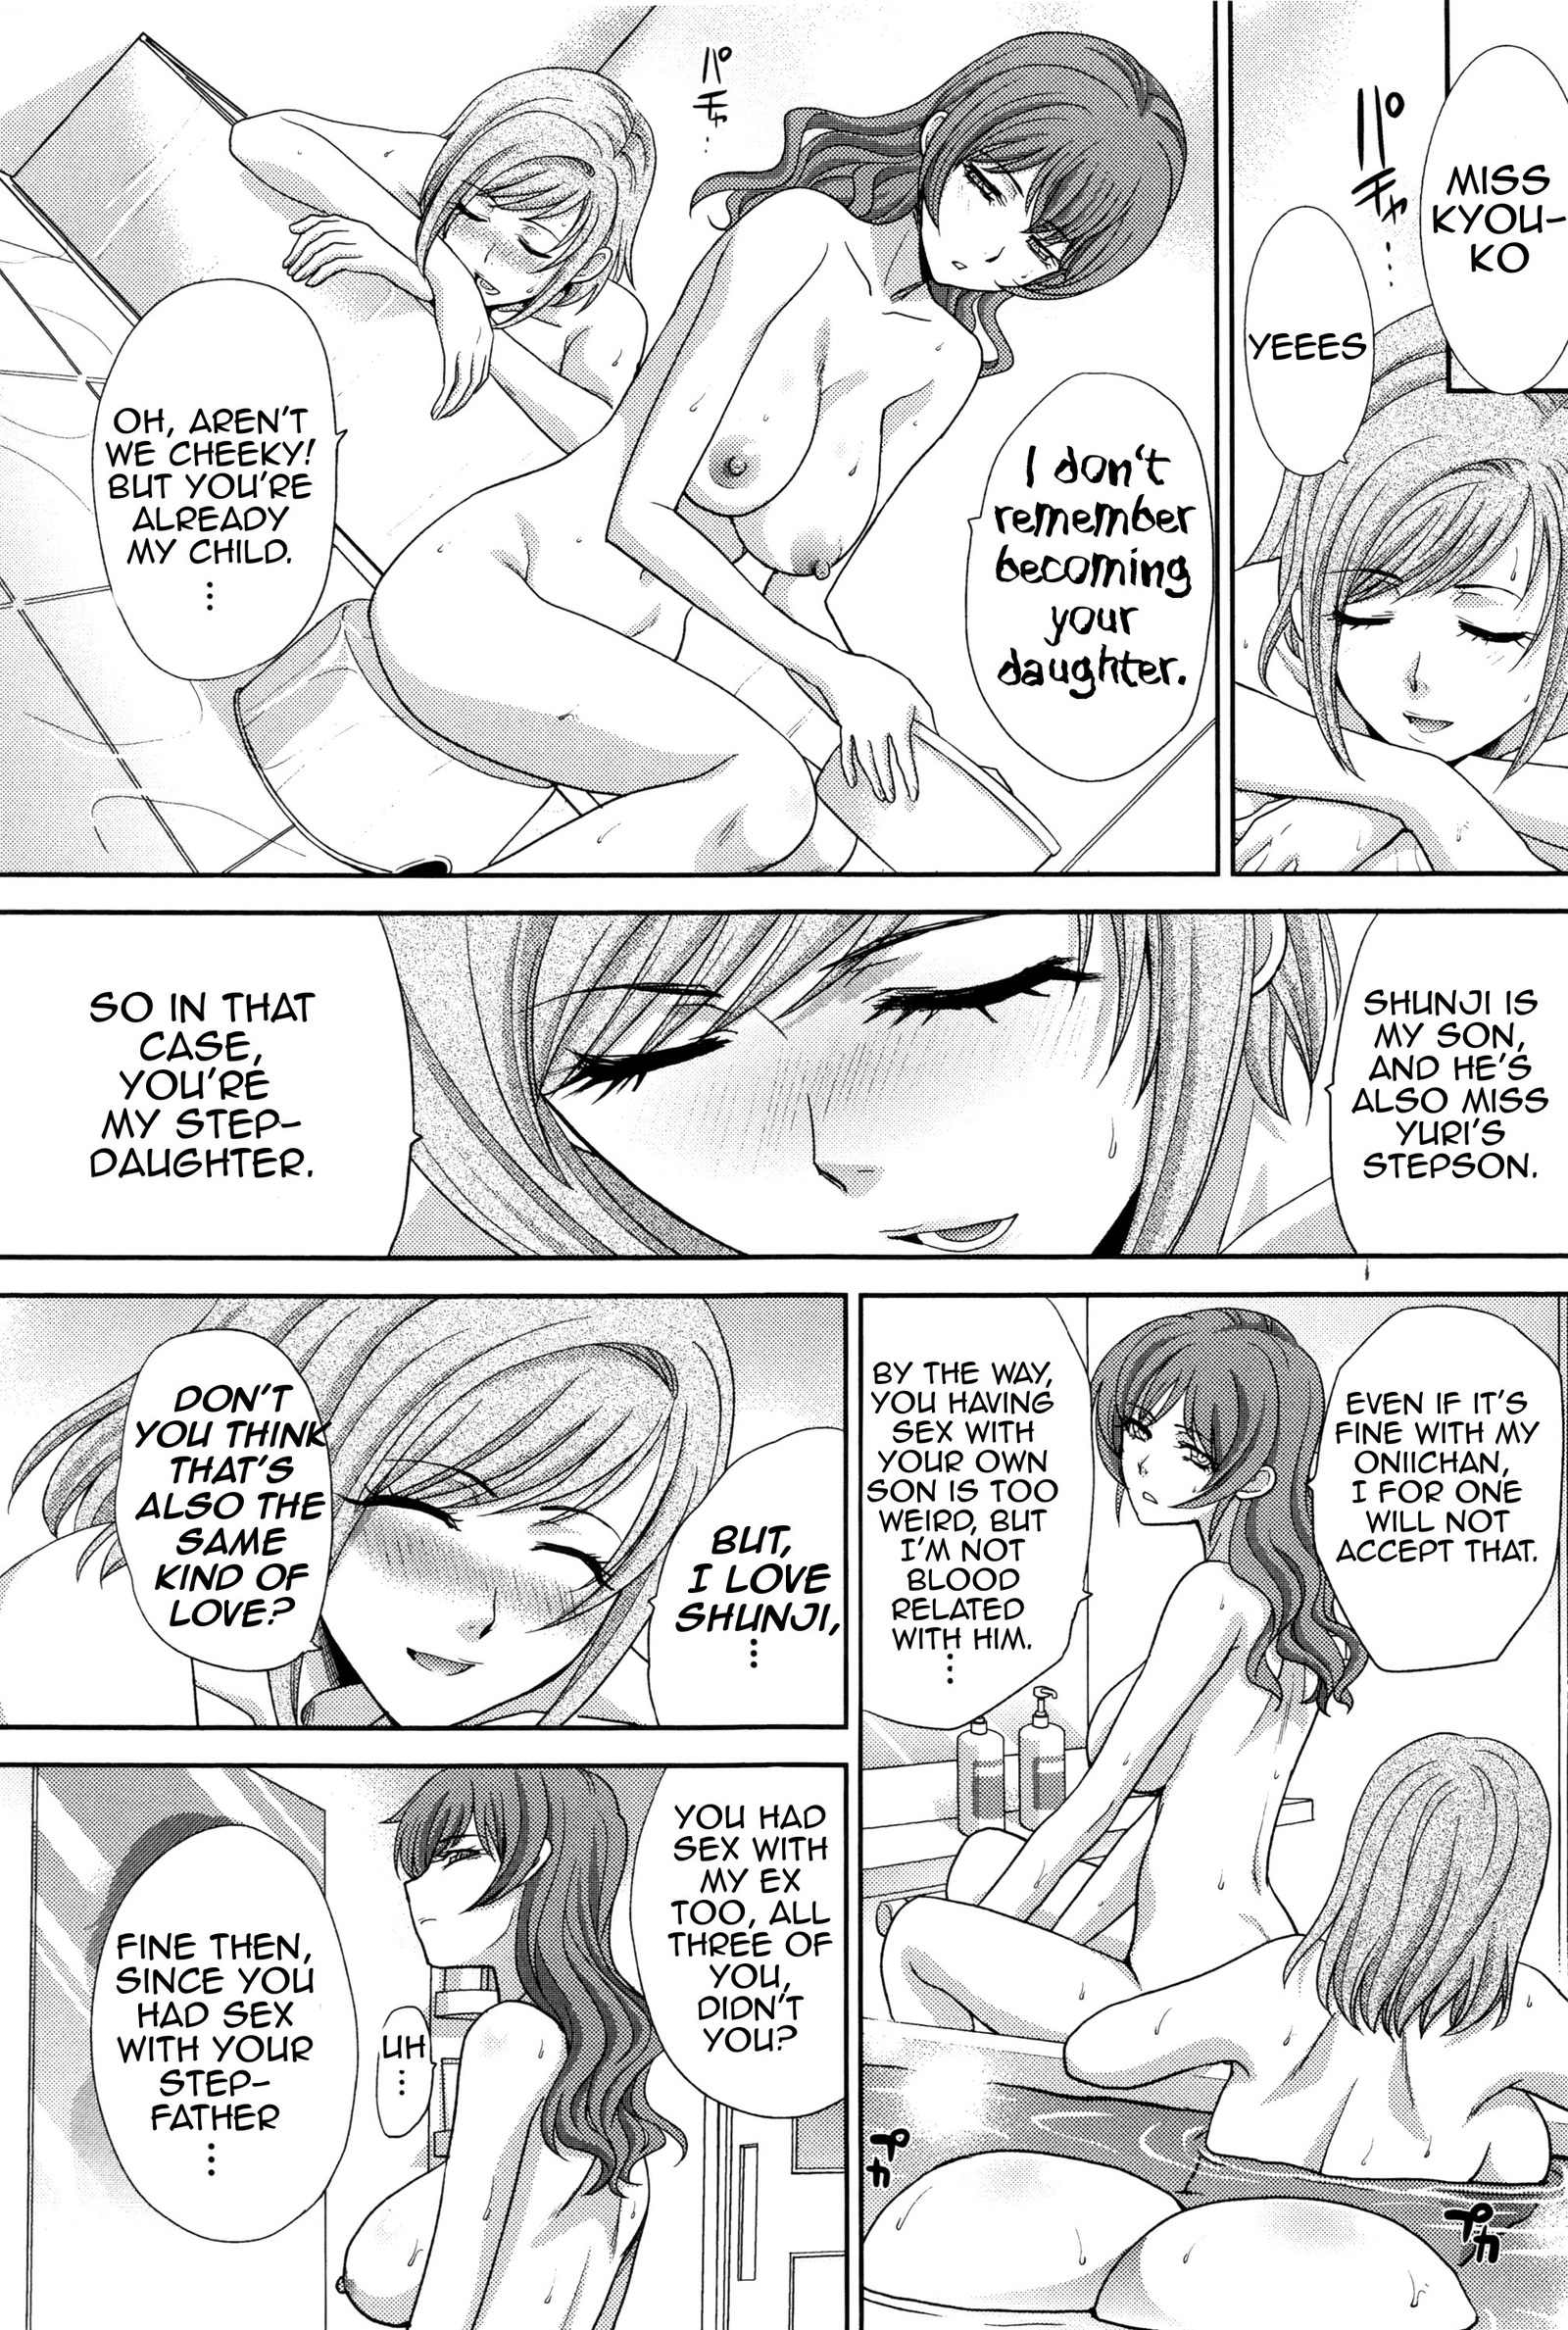 MISS
KYOU-
KO
YEEES
パチャ…
I don't
remember
becoming
your
daughter.
パチャ…
OH, AREN'T
WE CHEEKY!
BUT YOU'RE
ALREADY
MY CHILD.
...
SHUNJI IS
MY SON,
AND HE'S
ALSO MISS
YURI'S
STEPSON.
SO IN THAT
CASE,
YOU'RE
MY STEP-
DAUGHTER.
EVEN IF IT'S
FINE WITH MY
ONIICHAN,
I FOR ONE
WILL NOT
ACCEPT THAT.
BY THE WAY,
YOU HAVING
SEX WITH
YOUR OWN
SON IS TOO
WEIRD, BUT
I'M NOT
BLOOD
RELATED
WITH HIM.
...
プカ
プカ
BUT,
I LOVE
SHUNJI,
...
DON'T
YOU THINK
THAT'S
ALSO THE
SAME
KIND OF
LOVE?
YOU HAD
SEX WITH
MY EX
TOO, ALL
THREE OF
YOU,
DIDN'T
YOU?
UH
...
FINE THEN,
SINCE YOU
HAD SEX
WITH YOUR
STEP-
FATHER
...